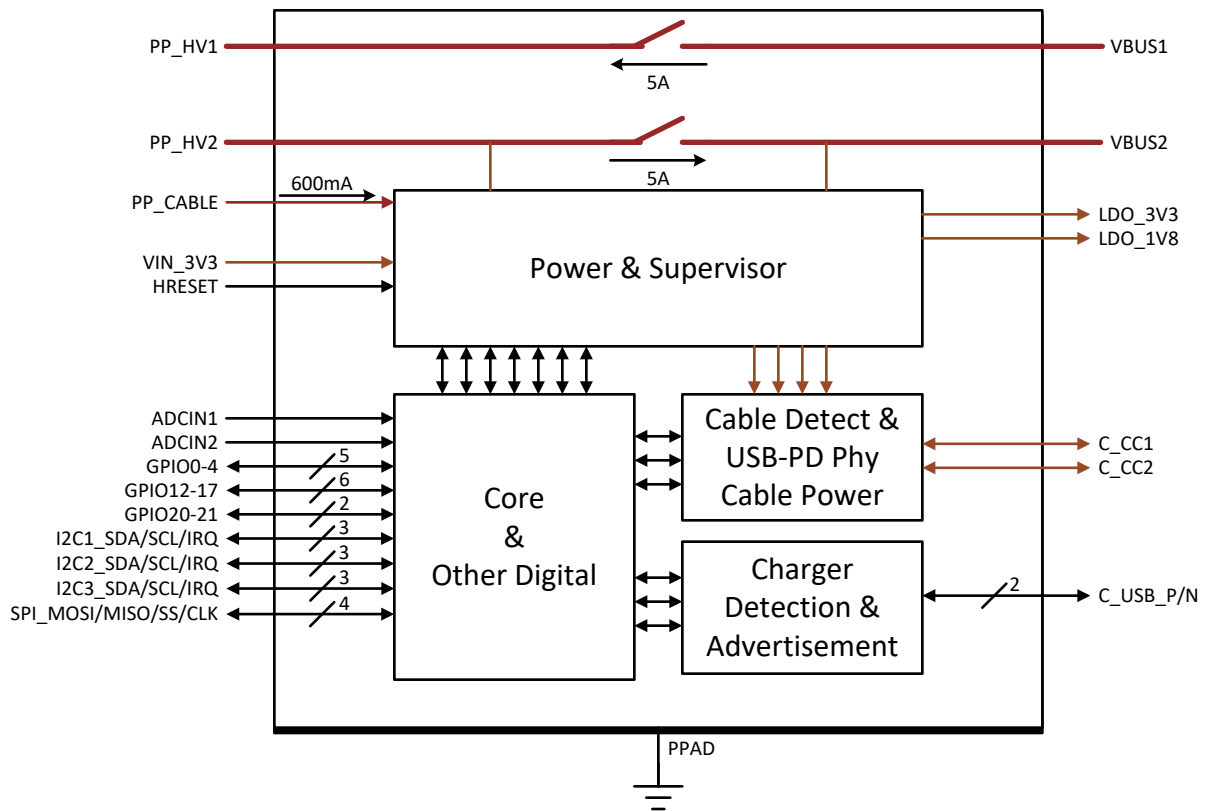 PP_HV1
VBUS1
5A
PP_HV2
VBUS2
5A
600mA
PP_CABLE
LDO_3V3
LDO_1V8
VIN_3V3
HRESET
Power & Supervisor
ADCIN1
ADCIN2
GPIO0-4
5
GPIO12-17
6
GPIO20-21
2
I2C1_SDA/SCL/IRQ
3
I2C2_SDA/SCL/IRQ
3
I2C3_SDA/SCL/IRQ
3
SPI_MOSI/MISO/SS/CLK
4
Core
&
Other Digital
Cable Detect &
USB-PD Phy
Cable Power
C_CC1
C_CC2
Charger
Detection &
Advertisement
2
C_USB_P/N
PPAD